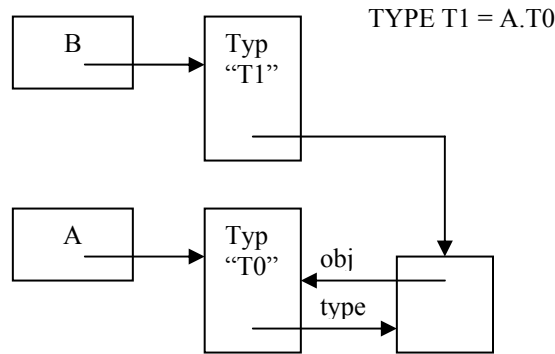 TYPE T1 = A.T0
B
Typ
“T1”
A
Typ
“T0”
obj
type